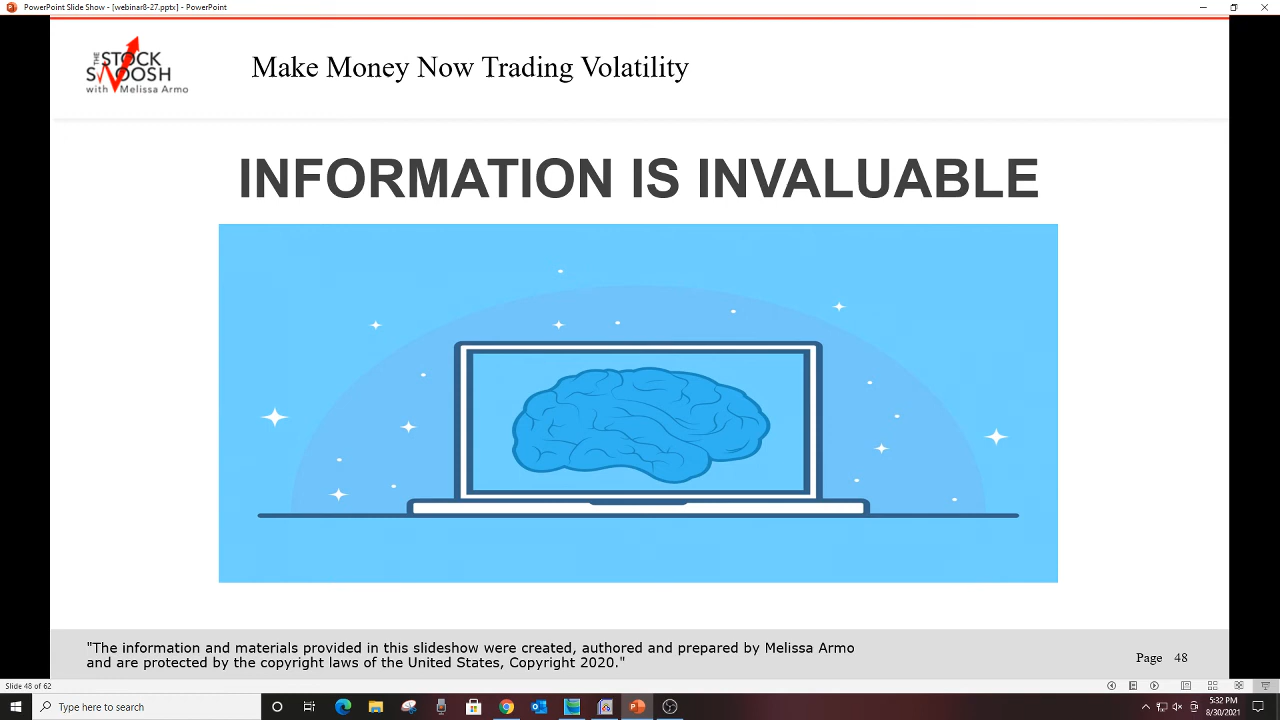 PowerPoint Slide Show - [webinar8-27.pptx] - PowerPoint
THE STOCK
SWOOSH
with Melissa Armo
Make Money Now Trading Volatility
INFORMATION IS INVALUABLE
"The information and materials provided in this slideshow were created, authored and prepared by Melissa Armo
and are protected by the copyright laws of the United States, Copyright 2020."
Page 48
Slide 48 of 62
Type here to search
5:32 PM
8/30/2021